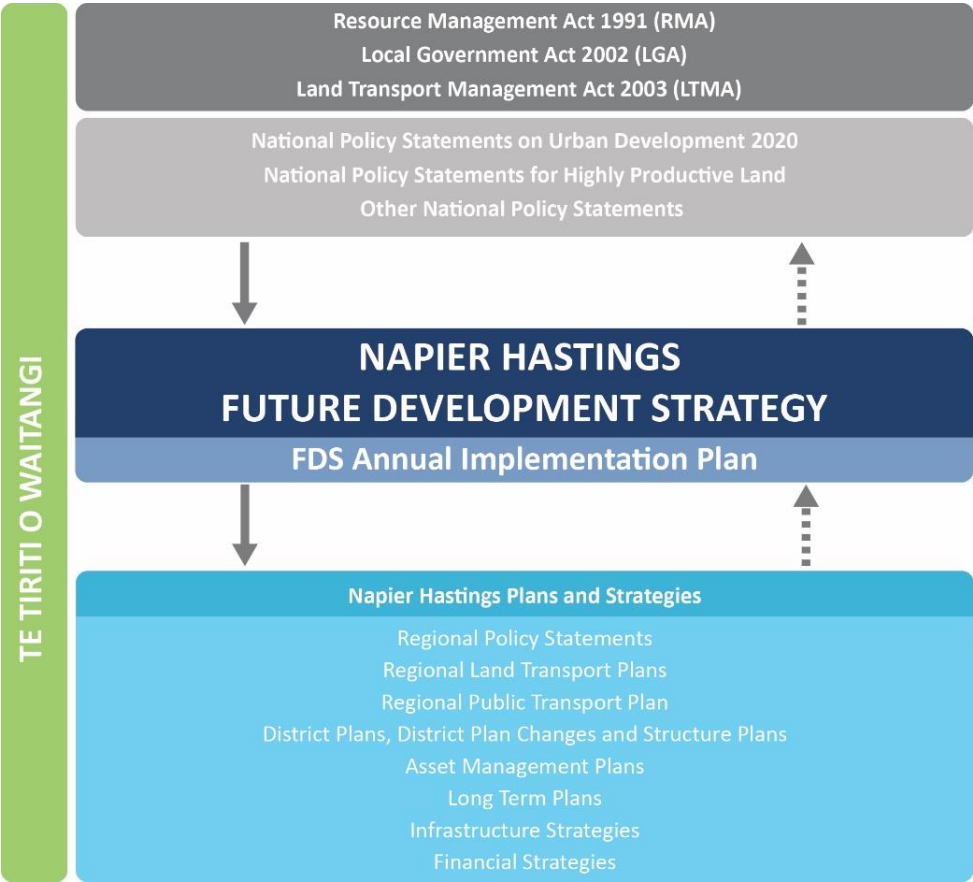 TE TIRITI O WAITANGI
Resource Management Act 1991 (RMA)
Local Government Act 2002 (LGA)
Land Transport Management Act 2003 (LTMA)
National Policy Statements on Urban Development 2020
National Policy Statements for Highly Productive Land
Other National Policy Statements
NAPIER HASTINGS
FUTURE DEVELOPMENT STRATEGY
FDS Annual Implementation Plan
Napier Hastings Plans and Strategies
Regional Policy Statements
Regional Land Transport Plans
Regional Public Transport Plan
District Plans, District Plan Changes and Structure Plans
Asset Management Plans
Long Term Plans
Infrastructure Strategies
Financial Strategies